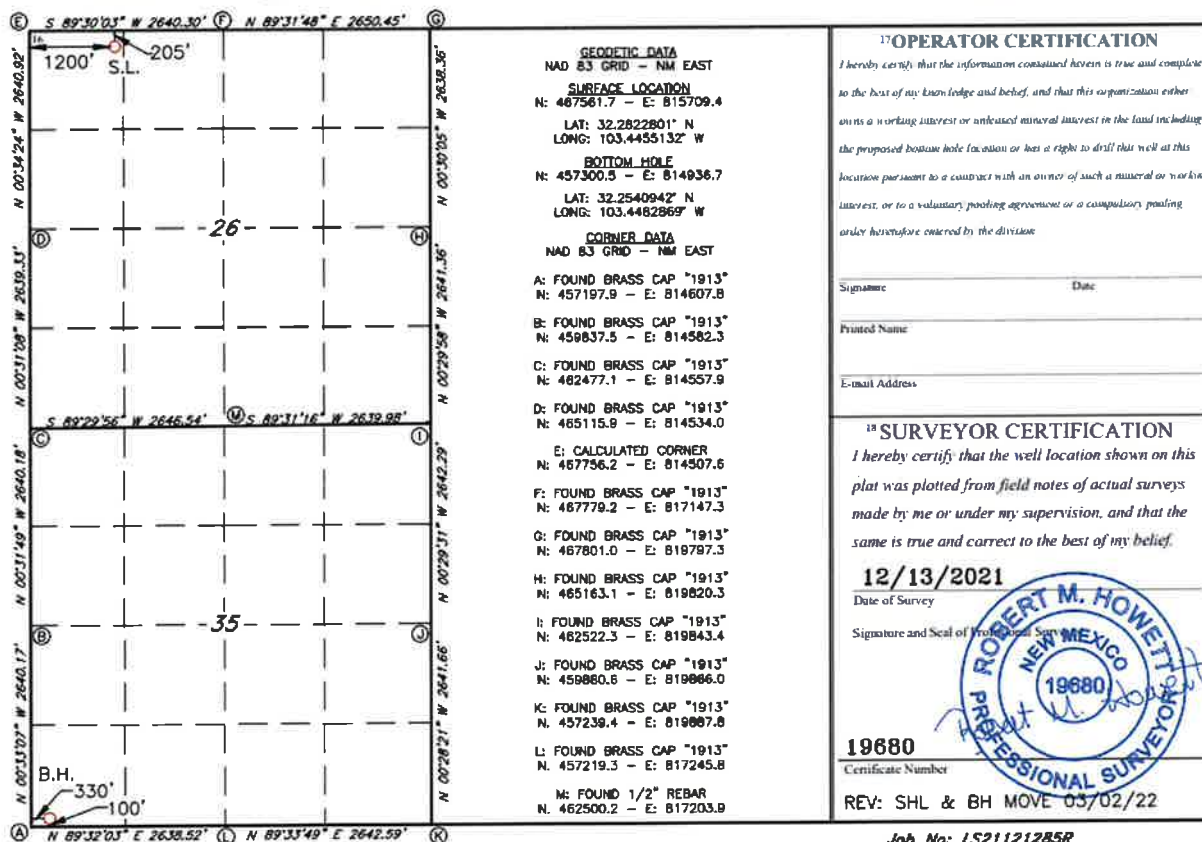 E S 89°30'03" W 2640.30' F N 89°31'48" E 2650.45' G
16
1200'
205'
S.L.
N 00°34'24" W 2640.92'
N 00°30'05" W 2638.36'
D
26
H
N 00°31'08" W 2639.33'
N 00°29'58" W 2641.36'
S 89°29'56" W 2646.54' M S 89°31'16" W 2639.98'
C
I
N 00°31'49" W 2640.18'
N 00°29'31" W 2642.29'
B
35
J
N 00°33'07" W 2640.17'
N 00°28'21" W 2641.66'
B.H.
330'
100'
A N 89°32'03" E 2638.52' L N 89°33'49" E 2642.59' K
GEODETIC DATA
NAD 83 GRID – NM EAST
SURFACE LOCATION
N: 467561.7 – E: 815709.4
LAT: 32.2822801° N
LONG: 103.4455132° W
BOTTOM HOLE
N: 457300.5 – E: 814936.7
LAT: 32.2540942° N
LONG: 103.4482869° W
CORNER DATA
NAD 83 GRID – NM EAST
A: FOUND BRASS CAP "1913"
N: 457197.9 – E: 814607.8
B: FOUND BRASS CAP "1913"
N: 459837.5 – E: 814582.3
C: FOUND BRASS CAP "1913"
N: 462477.1 – E: 814557.9
D: FOUND BRASS CAP "1913"
N: 465115.9 – E: 814534.0
E: CALCULATED CORNER
N: 467756.2 – E: 814507.6
F: FOUND BRASS CAP "1913"
N: 467779.2 – E: 817147.3
G: FOUND BRASS CAP "1913"
N: 467801.0 – E: 819797.3
H: FOUND BRASS CAP "1913"
N: 465163.1 – E: 819820.3
I: FOUND BRASS CAP "1913"
N: 462522.3 – E: 819843.4
J: FOUND BRASS CAP "1913"
N: 459880.6 – E: 819866.0
K: FOUND BRASS CAP "1913"
N. 457239.4 – E: 819887.8
L: FOUND BRASS CAP "1913"
N. 457219.3 – E: 817245.8
M: FOUND 1/2" REBAR
N. 462500.2 – E: 817203.9
17 OPERATOR CERTIFICATION
I hereby certify that the information contained herein is true and complete
to the best of my knowledge and belief, and that this organization either
owns a working interest or unleased mineral interest in the land including
the proposed bottom hole location or has a right to drill this well at this
location pursuant to a contract with an owner of such a mineral or working
interest, or to a voluntary pooling agreement or a compulsory pooling
order heretofore entered by the division
Signature Date
Printed Name
E-mail Address
18 SURVEYOR CERTIFICATION
I hereby certify that the well location shown on this
plat was plotted from field notes of actual surveys
made by me or under my supervision, and that the
same is true and correct to the best of my belief.
12/13/2021
Date of Survey
Signature and Seal of Professional Surveyor
ROBERT M. HOWETT
NEW MEXICO
19680
PROFESSIONAL SURVEYOR
Robert M. Howett
19680
Certificate Number
REV: SHL & BH MOVE 03/02/22
Job No: LS21121285R